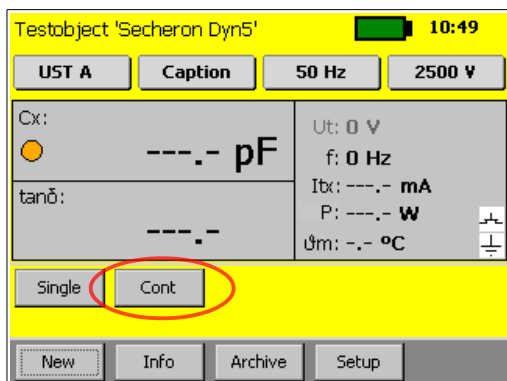 Testobject 'Secheron Dyn5' 10:49
UST A Caption 50 Hz 2500 V
Cx:
---.- pF
tanδ:
---.-
Ut: 0 V
f: 0 Hz
Itx: ---.- mA
P: ---.- W
ϑm: -.- ºC
Single Cont
New Info Archive Setup